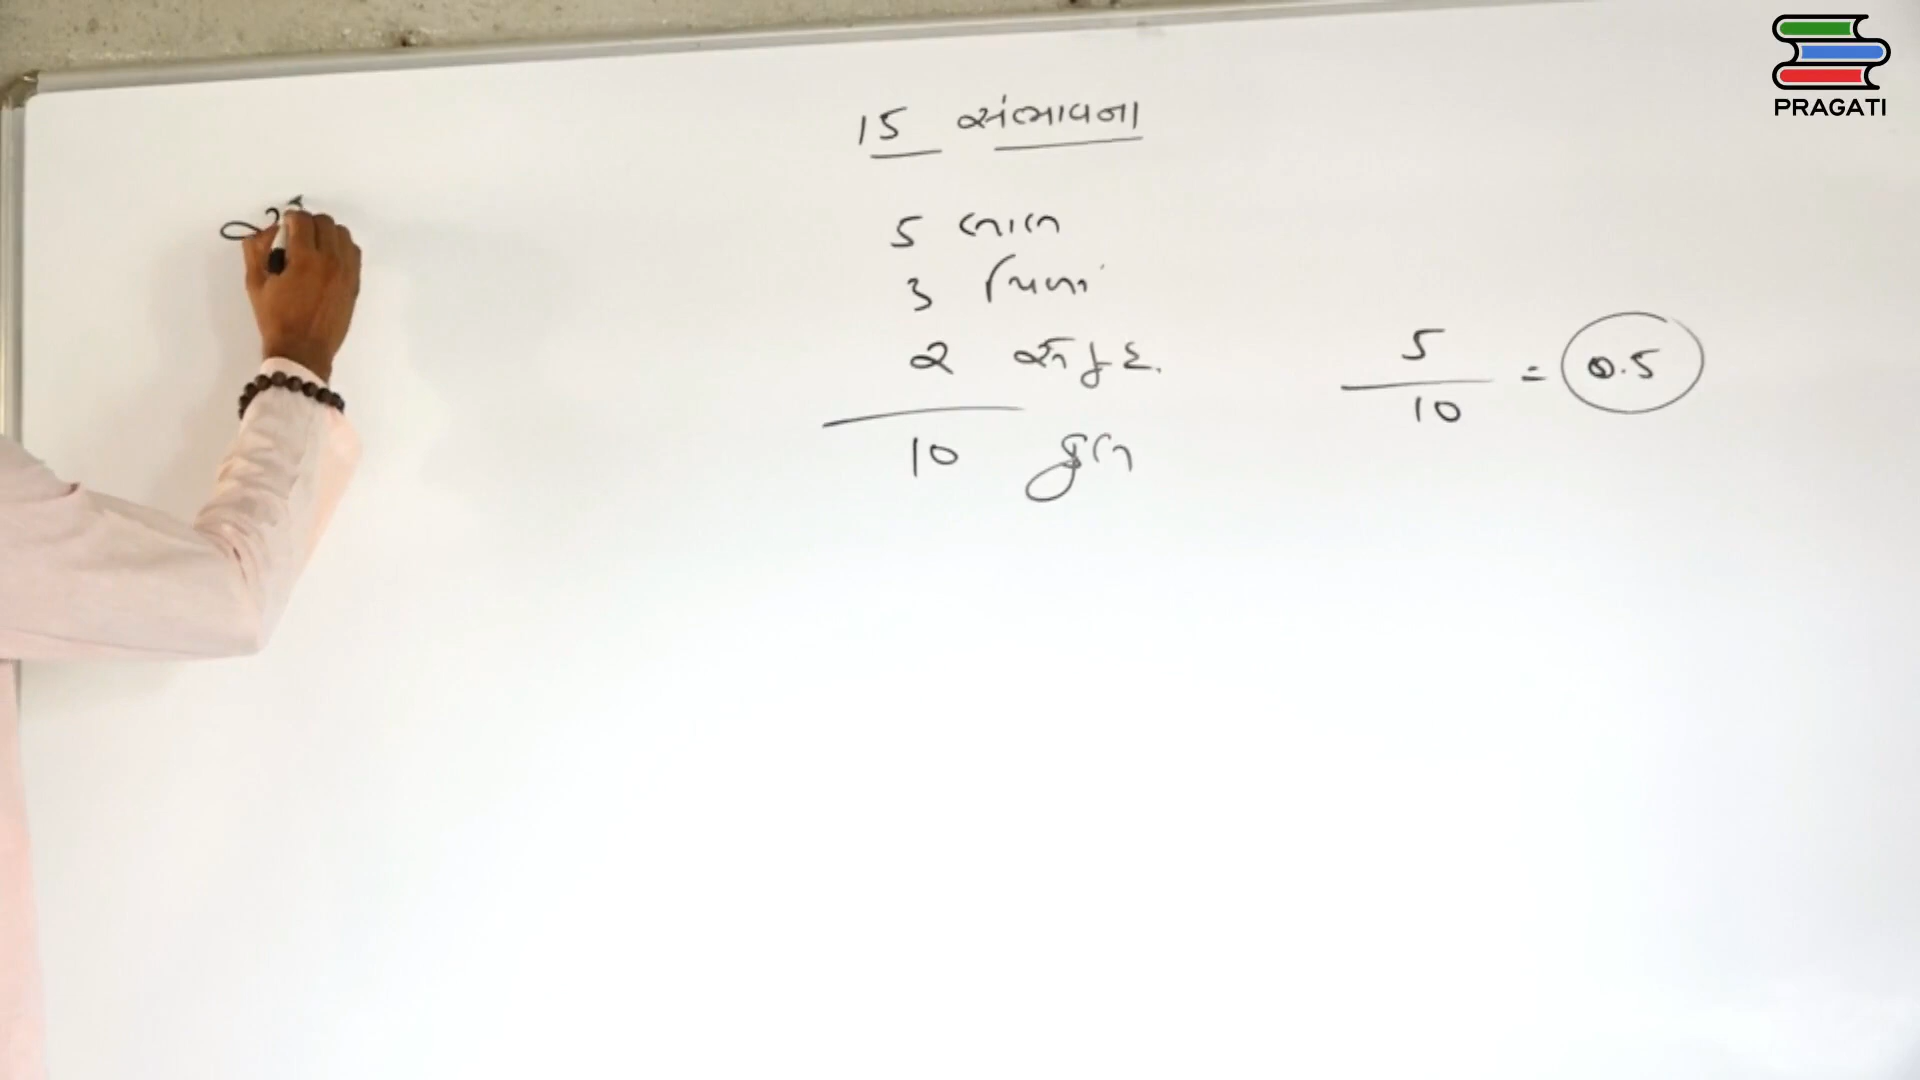 15 સંભાવના
5 લાલ
3 પિળાં
2 સફેદ.
10 કુલ
5
10
= 0.5
PRAGATI